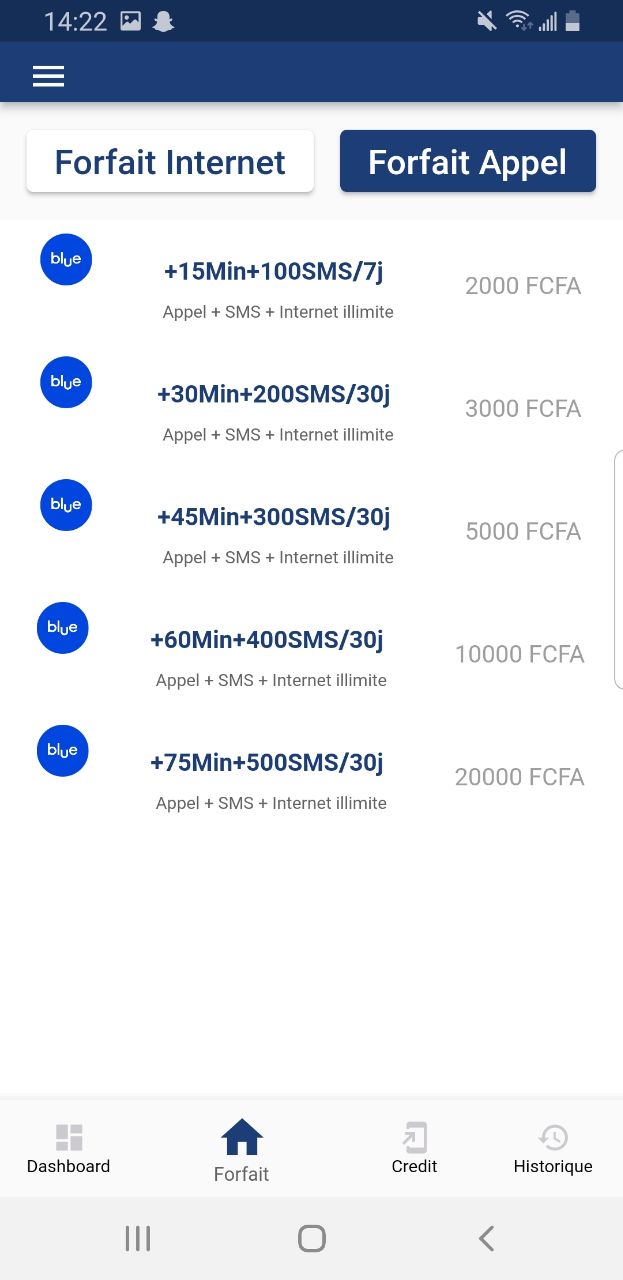 14:22
Forfait Internet
Forfait Appel
blue
+15Min+100SMS/7j
2000 FCFA
Appel + SMS + Internet illimite
blue
+30Min+200SMS/30j
3000 FCFA
Appel + SMS + Internet illimite
blue
+45Min+300SMS/30j
5000 FCFA
Appel + SMS + Internet illimite
blue
+60Min+400SMS/30j
10000 FCFA
Appel + SMS + Internet illimite
blue
+75Min+500SMS/30j
20000 FCFA
Appel + SMS + Internet illimite
Dashboard
Forfait
Credit
Historique